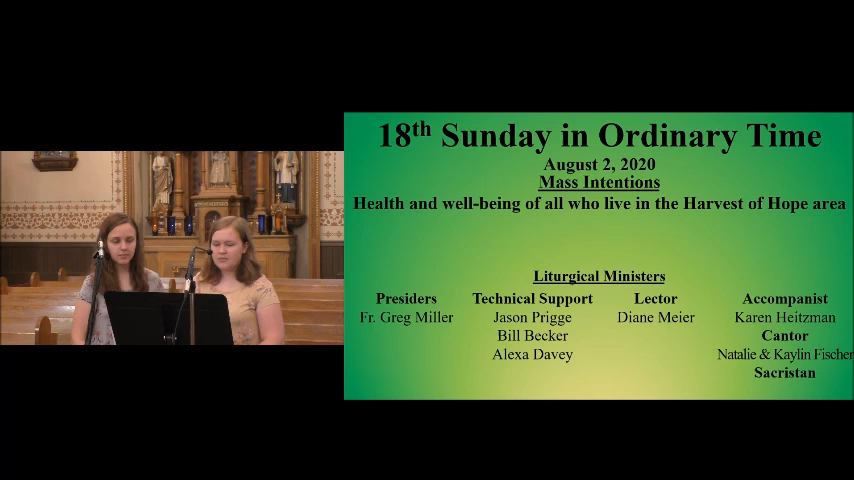 18th Sunday in Ordinary Time
August 2, 2020
Mass Intentions
Health and well-being of all who live in the Harvest of Hope area
Liturgical Ministers
Presiders Technical Support Lector Accompanist
Fr. Greg Miller Jason Prigge Diane Meier Karen Heitzman
Bill Becker Cantor
Alexa Davey Natalie & Kaylin Fischer
Sacristan